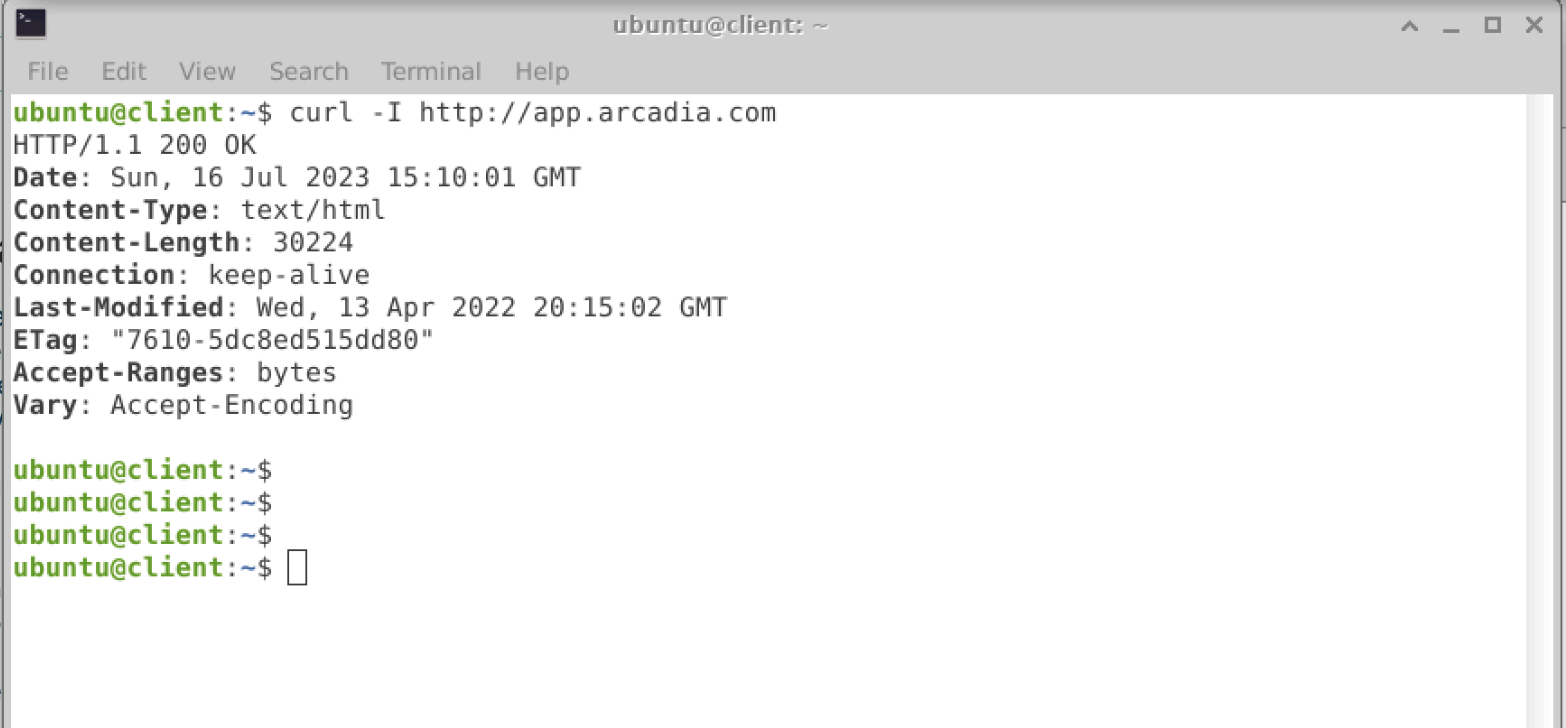 ubuntu@client: ~
File Edit View Search Terminal Help
ubuntu@client:~$ curl -I http://app.arcadia.com
HTTP/1.1 200 OK
Date: Sun, 16 Jul 2023 15:10:01 GMT
Content-Type: text/html
Content-Length: 30224
Connection: keep-alive
Last-Modified: Wed, 13 Apr 2022 20:15:02 GMT
ETag: "7610-5dc8ed515dd80"
Accept-Ranges: bytes
Vary: Accept-Encoding
ubuntu@client:~$
ubuntu@client:~$
ubuntu@client:~$
ubuntu@client:~$